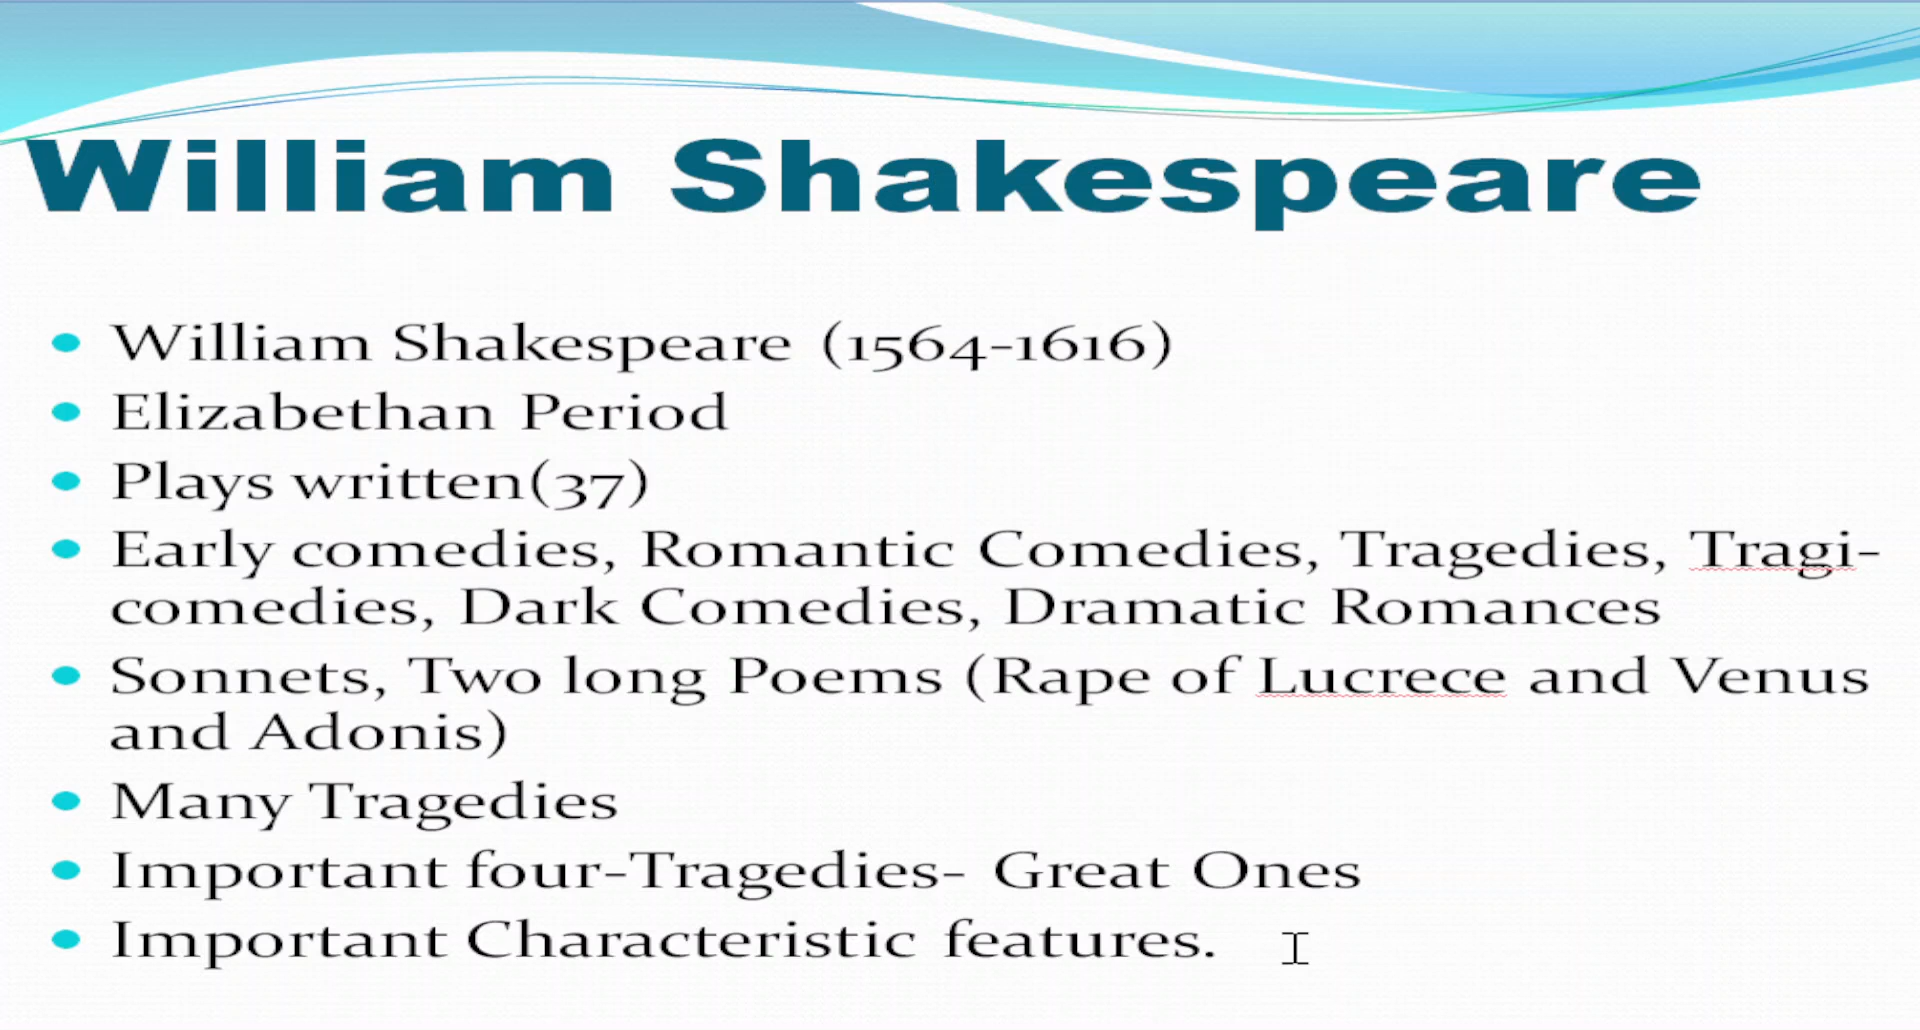 William Shakespeare
William Shakespeare (1564-1616)
Elizabethan Period
Plays written(37)
Early comedies, Romantic Comedies, Tragedies, Tragi-
comedies, Dark Comedies, Dramatic Romances
Sonnets, Two long Poems (Rape of Lucrece and Venus
and Adonis)
Many Tragedies
Important four-Tragedies- Great Ones
Important Characteristic features.